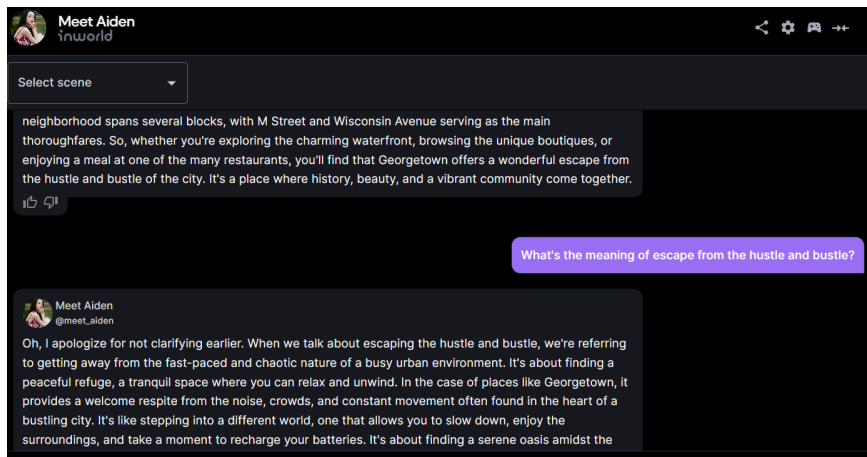 Meet Aiden
inworld
Select scene
neighborhood spans several blocks, with M Street and Wisconsin Avenue serving as the main
thoroughfares. So, whether you're exploring the charming waterfront, browsing the unique boutiques, or
enjoying a meal at one of the many restaurants, you'll find that Georgetown offers a wonderful escape from
the hustle and bustle of the city. It's a place where history, beauty, and a vibrant community come together.
What's the meaning of escape from the hustle and bustle?
Meet Aiden
@meet_aiden
Oh, I apologize for not clarifying earlier. When we talk about escaping the hustle and bustle, we're referring
to getting away from the fast-paced and chaotic nature of a busy urban environment. It's about finding a
peaceful refuge, a tranquil space where you can relax and unwind. In the case of places like Georgetown, it
provides a welcome respite from the noise, crowds, and constant movement often found in the heart of a
bustling city. It's like stepping into a different world, one that allows you to slow down, enjoy the
surroundings, and take a moment to recharge your batteries. It's about finding a serene oasis amidst the